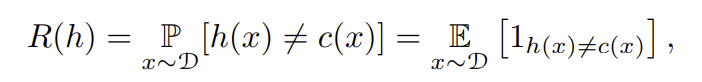 R(h) = ℙ_{x∼𝒟} [h(x) ≠ c(x)] = 𝔼_{x∼𝒟} [1_{h(x)≠c(x)}] ,